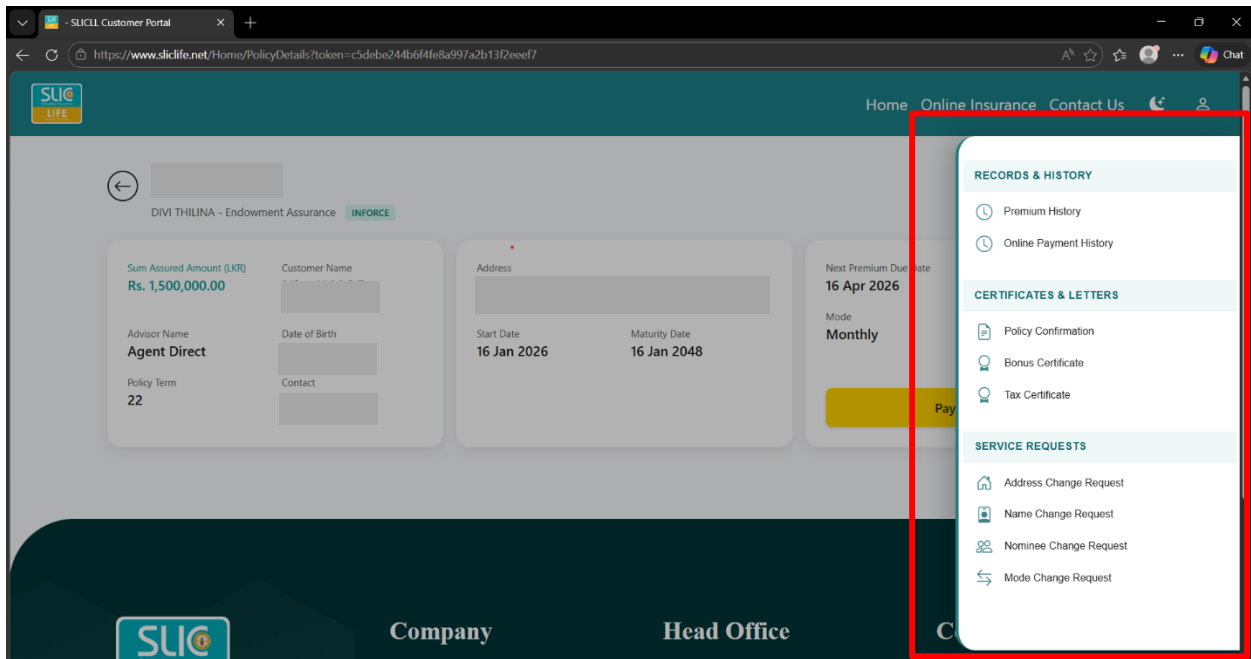 - SLICLL Customer Portal
https://www.sliclife.net/Home/PolicyDetails?token=c5debe244b6f4fe8a997a2b13f2eeef7
Chat
SLIC
LIFE
Home Online Insurance Contact Us
DIVI THILINA - Endowment Assurance INFORCE
Sum Assured Amount (LKR)
Rs. 1,500,000.00
Customer Name
Advisor Name
Agent Direct
Date of Birth
Policy Term
22
Contact
Address
Start Date
16 Jan 2026
Maturity Date
16 Jan 2048
Next Premium Due Date
16 Apr 2026
Mode
Monthly
Pay
RECORDS & HISTORY
Premium History
Online Payment History
CERTIFICATES & LETTERS
Policy Confirmation
Bonus Certificate
Tax Certificate
SERVICE REQUESTS
Address Change Request
Name Change Request
Nominee Change Request
Mode Change Request
SLIC
Company
Head Office
C